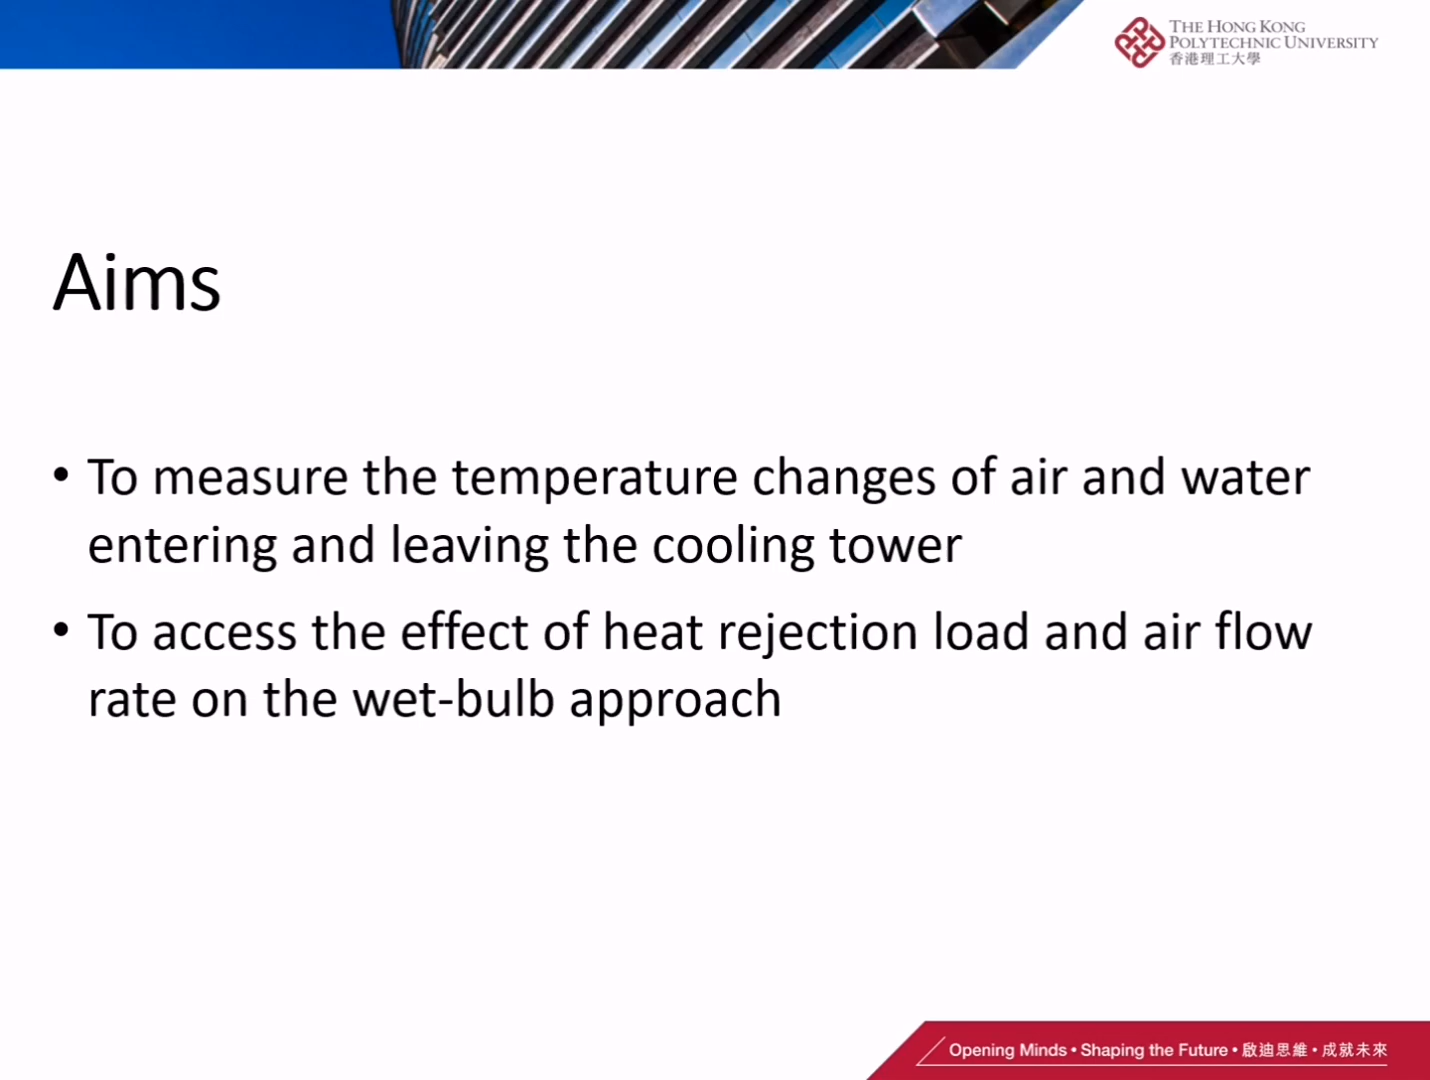 THE HONG KONG
POLYTECHNIC UNIVERSITY
香港理工大學
Aims
• To measure the temperature changes of air and water
entering and leaving the cooling tower
• To access the effect of heat rejection load and air flow
rate on the wet-bulb approach
Opening Minds • Shaping the Future • 啟迪思維 • 成就未來